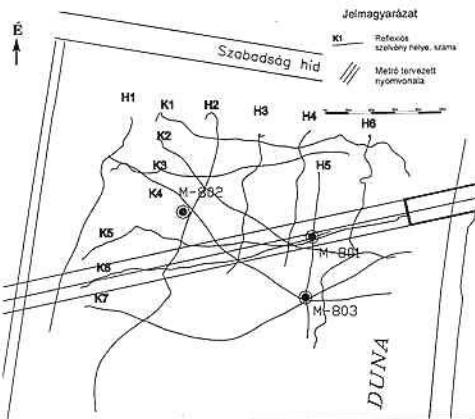 Jelmagyarázat
É
K1 Reflexiós
szelvény helye, száma
Szabadság híd
Metró tervezett
nyomvonala
H1 K1 H2 H3 H4 H6
K2
K3 H5
K4 M-802
K5 M-801
K6
K7
M-803
DUNA